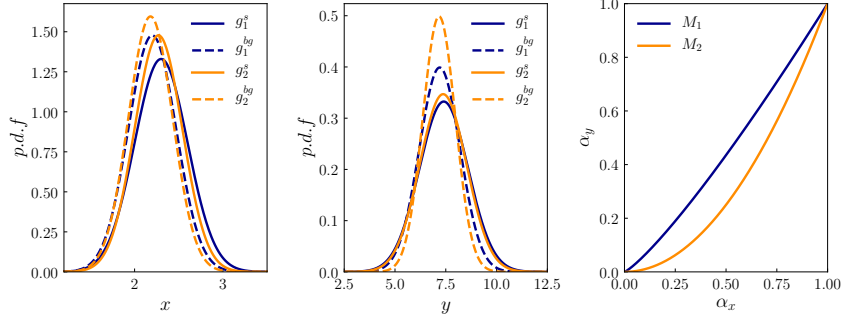 p.d.f
1.50
1.25
1.00
0.75
0.50
0.25
0.00
2
3
x
g_1^s
g_1^{bg}
g_2^s
g_2^{bg}
p.d.f
0.5
0.4
0.3
0.2
0.1
0.0
2.5
5.0
7.5
10.0
12.5
y
g_1^s
g_1^{bg}
g_2^s
g_2^{bg}
α_y
1.0
0.8
0.6
0.4
0.2
0.0
0.00
0.25
0.50
0.75
1.00
α_x
M_1
M_2